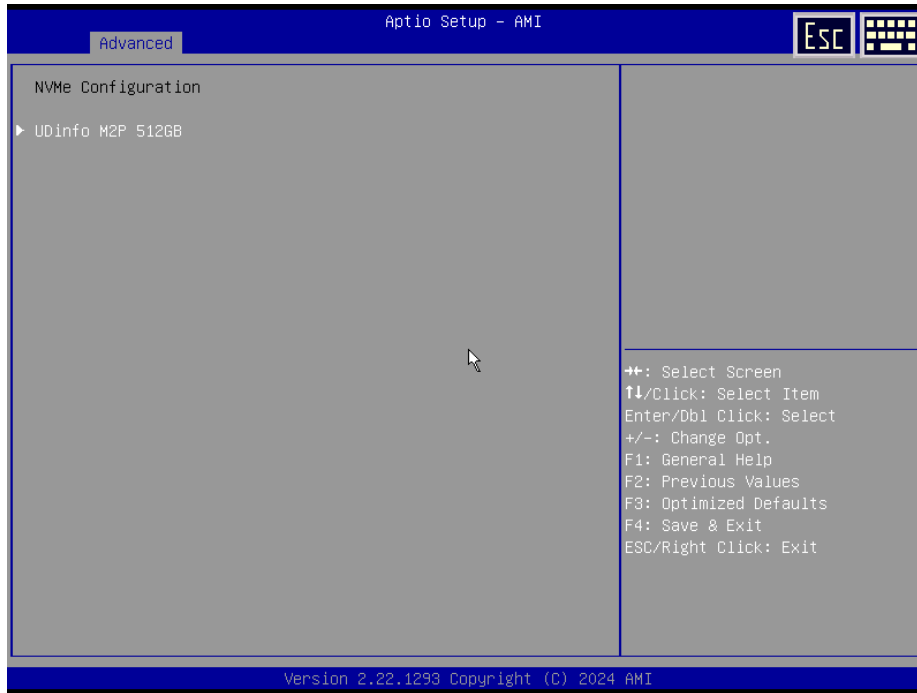 Aptio Setup – AMI
Advanced
Esc
NVMe Configuration
UDinfo M2P 512GB
→←: Select Screen
↑↓/Click: Select Item
Enter/Dbl Click: Select
+/-: Change Opt.
F1: General Help
F2: Previous Values
F3: Optimized Defaults
F4: Save & Exit
ESC/Right Click: Exit
Version 2.22.1293 Copyright (C) 2024 AMI